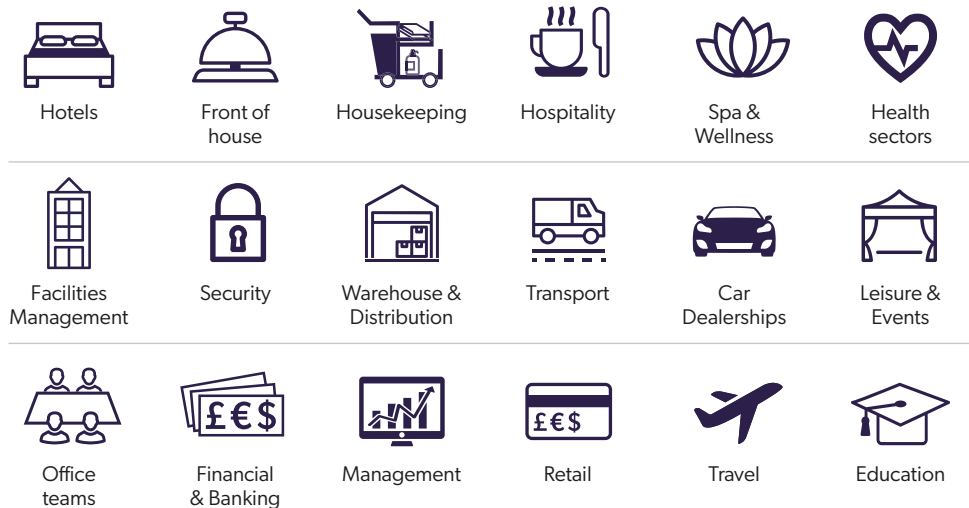 Hotels
Front of
house
Housekeeping
Hospitality
Spa &
Wellness
Health
sectors
Facilities
Management
Security
Warehouse &
Distribution
Transport
Car
Dealerships
Leisure &
Events
£€$
£€$
Office
teams
Financial
& Banking
Management
Retail
Travel
Education